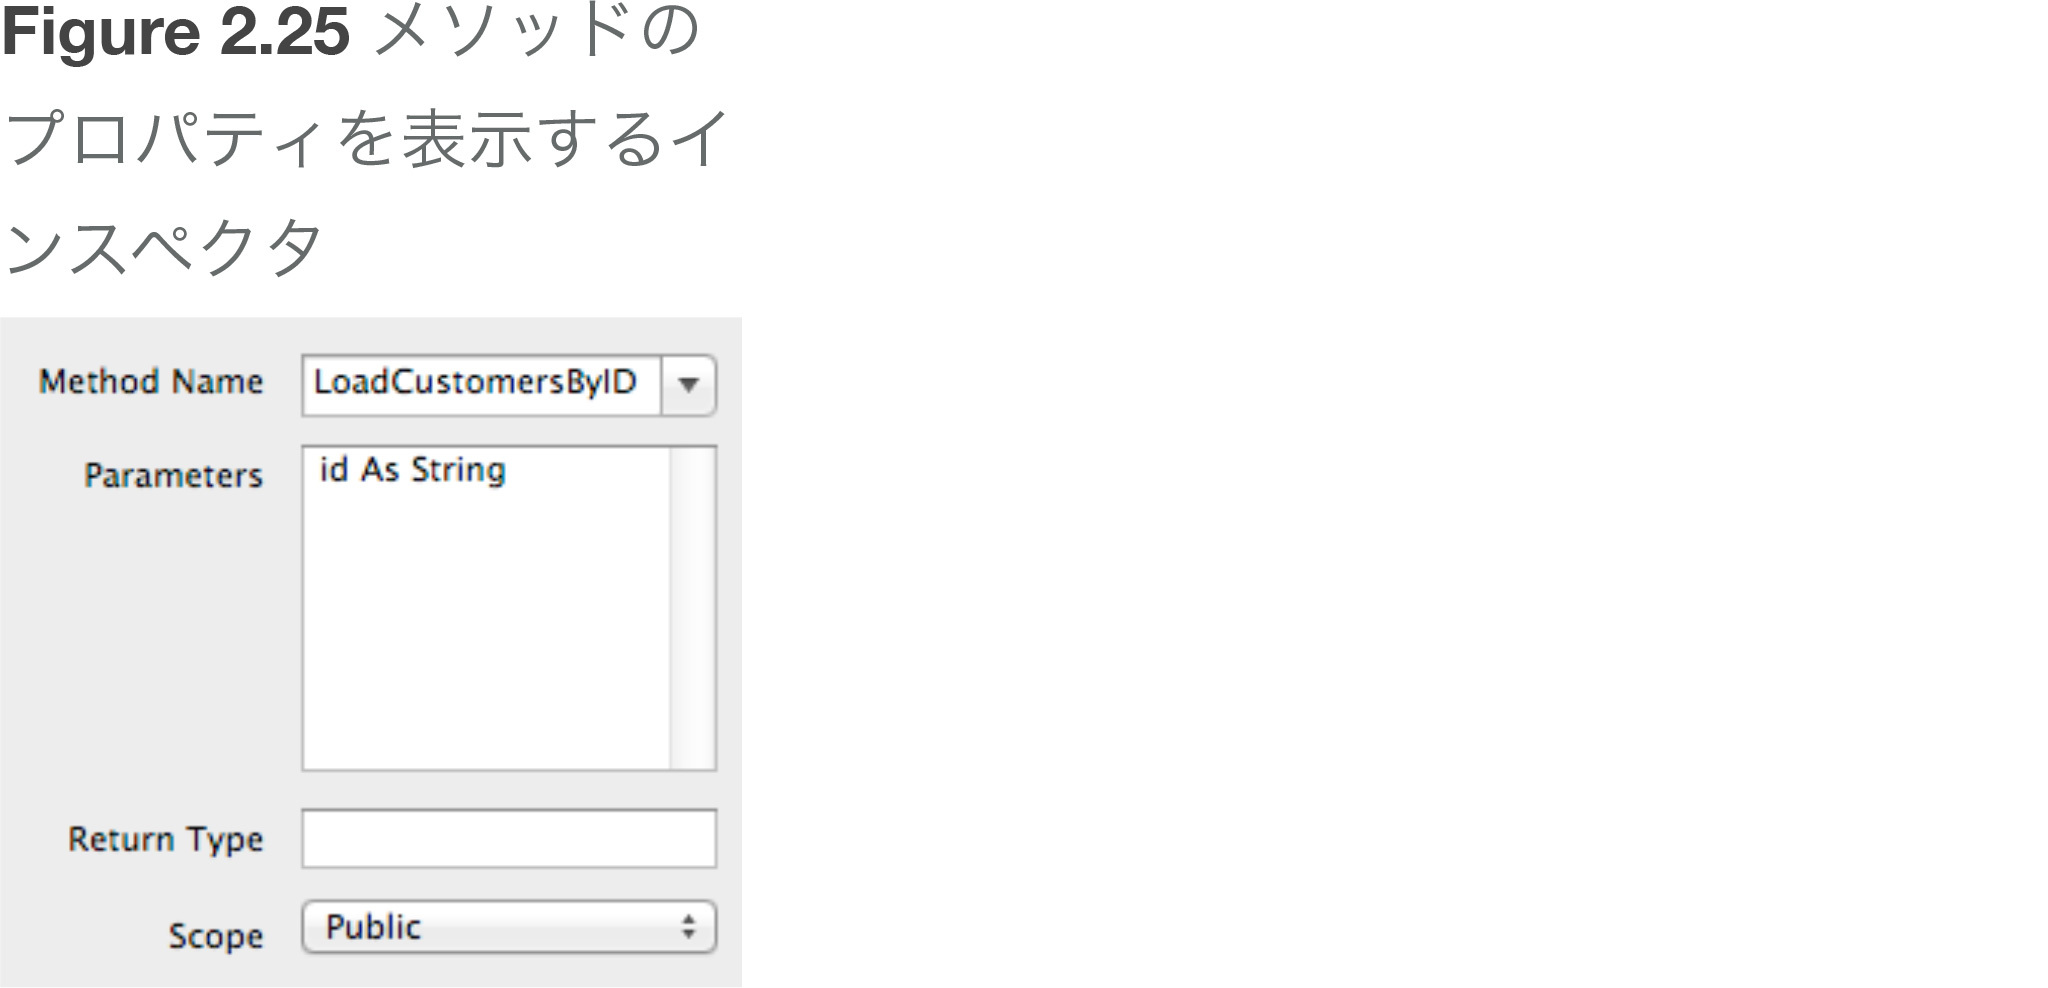 Figure 2.25 メソッドの
プロパティを表示するイ
ンスペクタ
Method Name LoadCustomersByID
Parameters id As String
Return Type
Scope Public